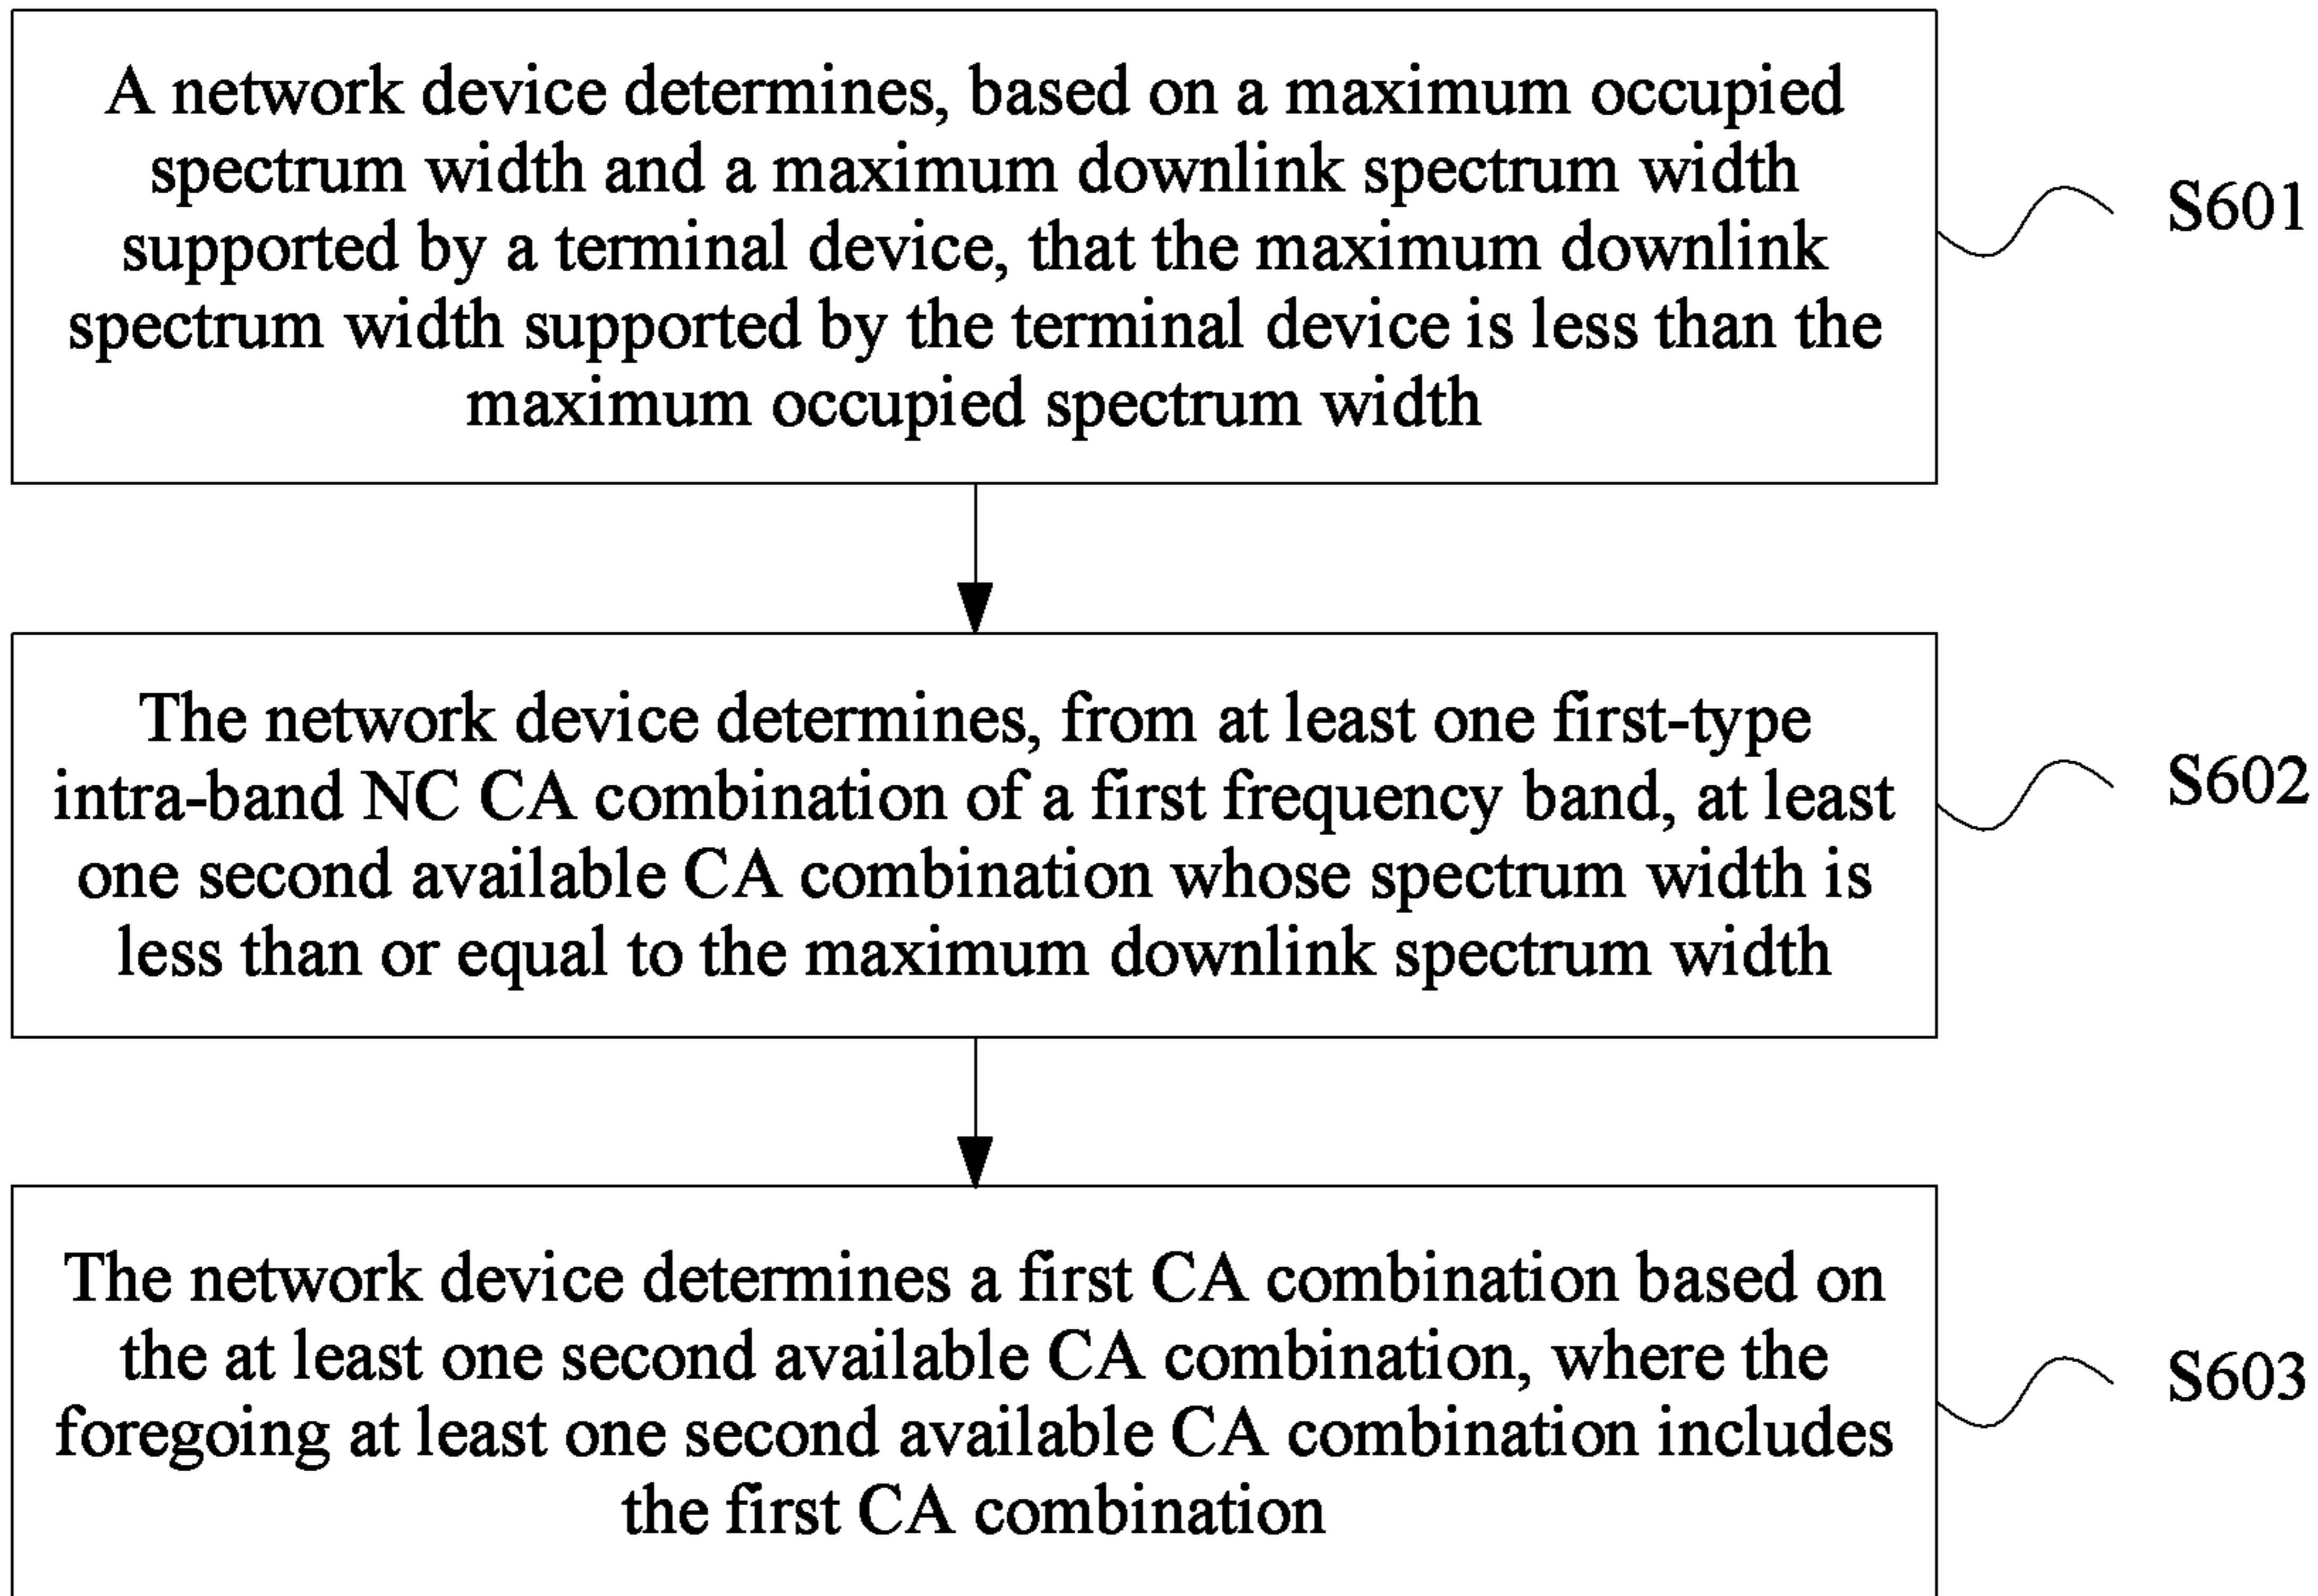 A network device determines, based on a maximum occupied
spectrum width and a maximum downlink spectrum width
supported by a terminal device, that the maximum downlink
spectrum width supported by the terminal device is less than the
maximum occupied spectrum width
S601
The network device determines, from at least one first-type
intra-band NC CA combination of a first frequency band, at least
one second available CA combination whose spectrum width is
less than or equal to the maximum downlink spectrum width
S602
The network device determines a first CA combination based on
the at least one second available CA combination, where the
foregoing at least one second available CA combination includes
the first CA combination
S603